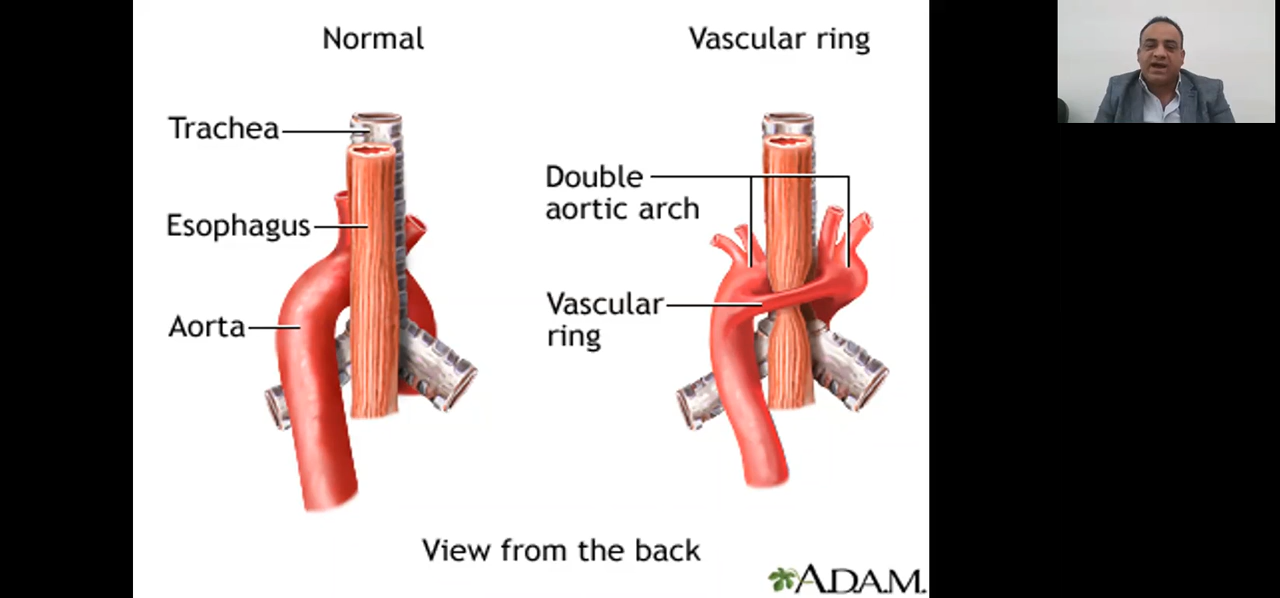 Normal
Vascular ring
Trachea
Esophagus
Aorta
Double
aortic arch
Vascular
ring
View from the back
A.D.A.M.